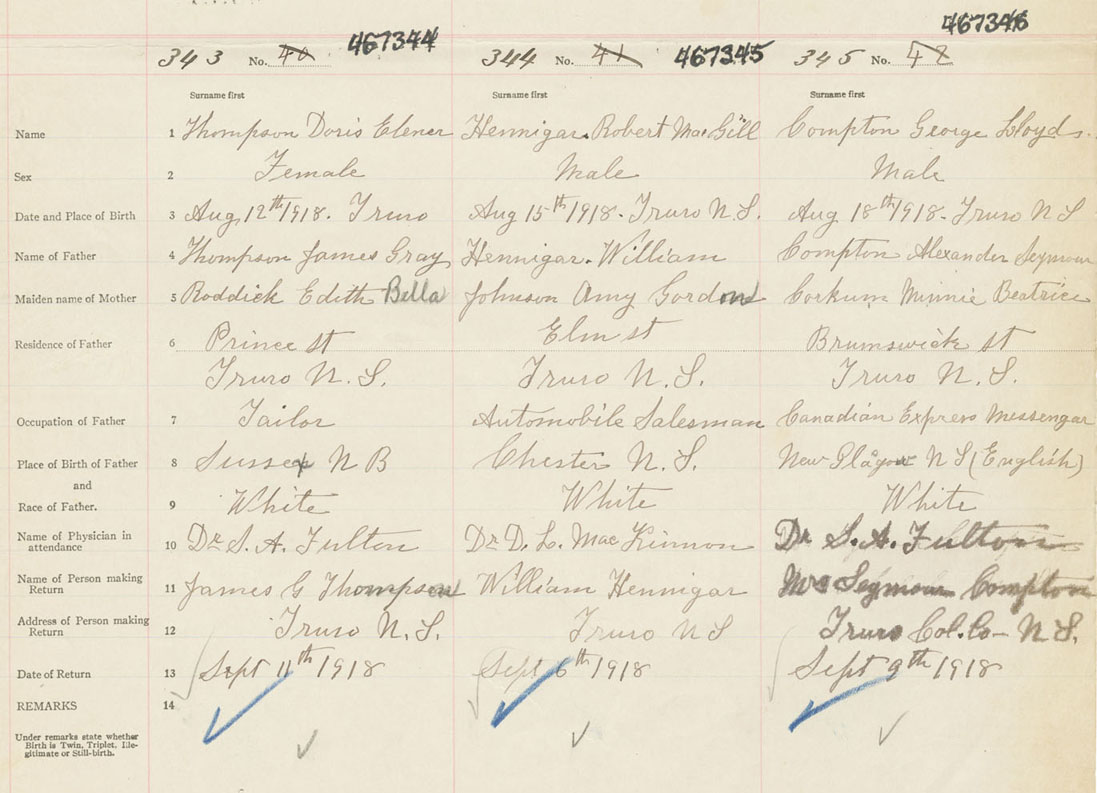 467346
343 No. 40 467344 344 No. 41 467345 345 No. 42
Surname first Surname first Surname first
Name 1 Thompson Doris Elener Hennigar. Robert MacGill Compton George Lloyds.
Sex 2 Female Male Male
Date and Place of Birth 3 Aug 12th 1918. Truro Aug 15th 1918. Truro N.S. Aug 18th 1918. Truro N S
Name of Father 4 Thompson James Gray Hennigar. William Compton Alexander Seymour
Maiden name of Mother 5 Roddick Edith Bella Johnson Amy Gordon Corkum Minnie Beatrice
Residence of Father 6 Prince st Elm st Brumswick st
Truro N.S. Truro N.S. Truro N.S.
Occupation of Father 7 Tailor Automobile Salesman Canadian Express Messengar
Place of Birth of Father 8 Sussex N B Chester N.S. New Glagow N S (English)
and
Race of Father. 9 White White White
Name of Physician in
attendance 10 Dr S. A. Fulton Dr D. L. MacKinnon Dr S. A. Fulton
Name of Person making
Return 11 James G Thompson William Hennigar Mrs Seymour Compton
Address of Person making
Return 12 Truro N.S. Truro N S Truro Col. Co - N.S.
Date of Return 13 Sept 11th 1918 Sept 6th 1918 Sept 9th 1918
REMARKS 14
Under remarks state whether
Birth is Twin, Triplet, Ille-
gitimate or Still-birth.